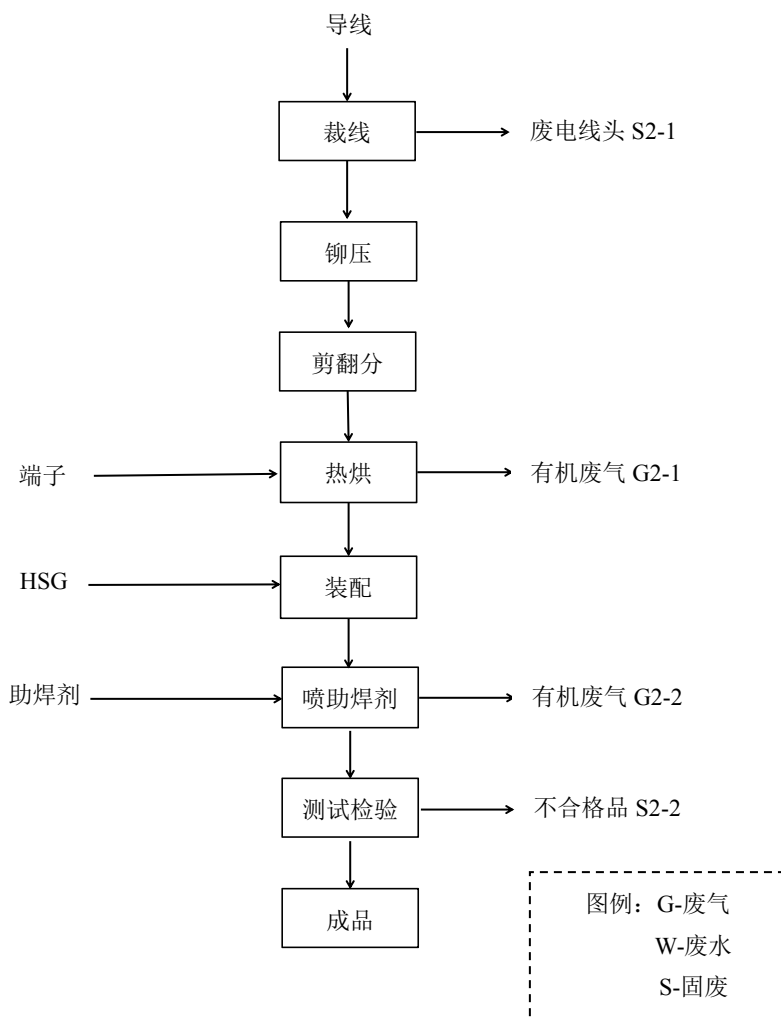 导线
裁线
废电线头 S2-1
铆压
剪翻分
端子
热烘
有机废气 G2-1
HSG
装配
助焊剂
喷助焊剂
有机废气 G2-2
测试检验
不合格品 S2-2
成品
图例：G-废气
W-废水
S-固废